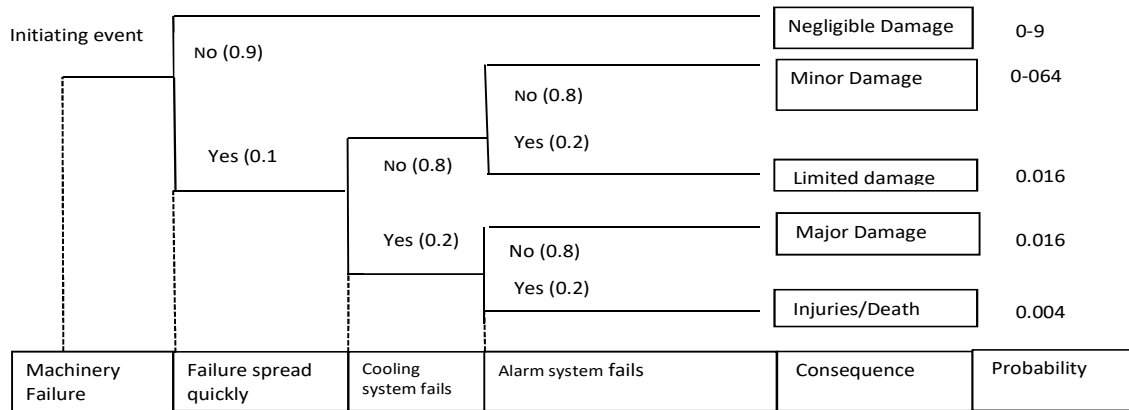 Initiating event
Negligible Damage
0-9
No (0.9)
Minor Damage
0-064
No (0.8)
Yes (0.1
Yes (0.2)
No (0.8)
Limited damage
0.016
Yes (0.2)
Major Damage
0.016
No (0.8)
Yes (0.2)
Injuries/Death
0.004
Machinery
Failure
Failure spread
quickly
Cooling
system fails
Alarm system fails
Consequence
Probability